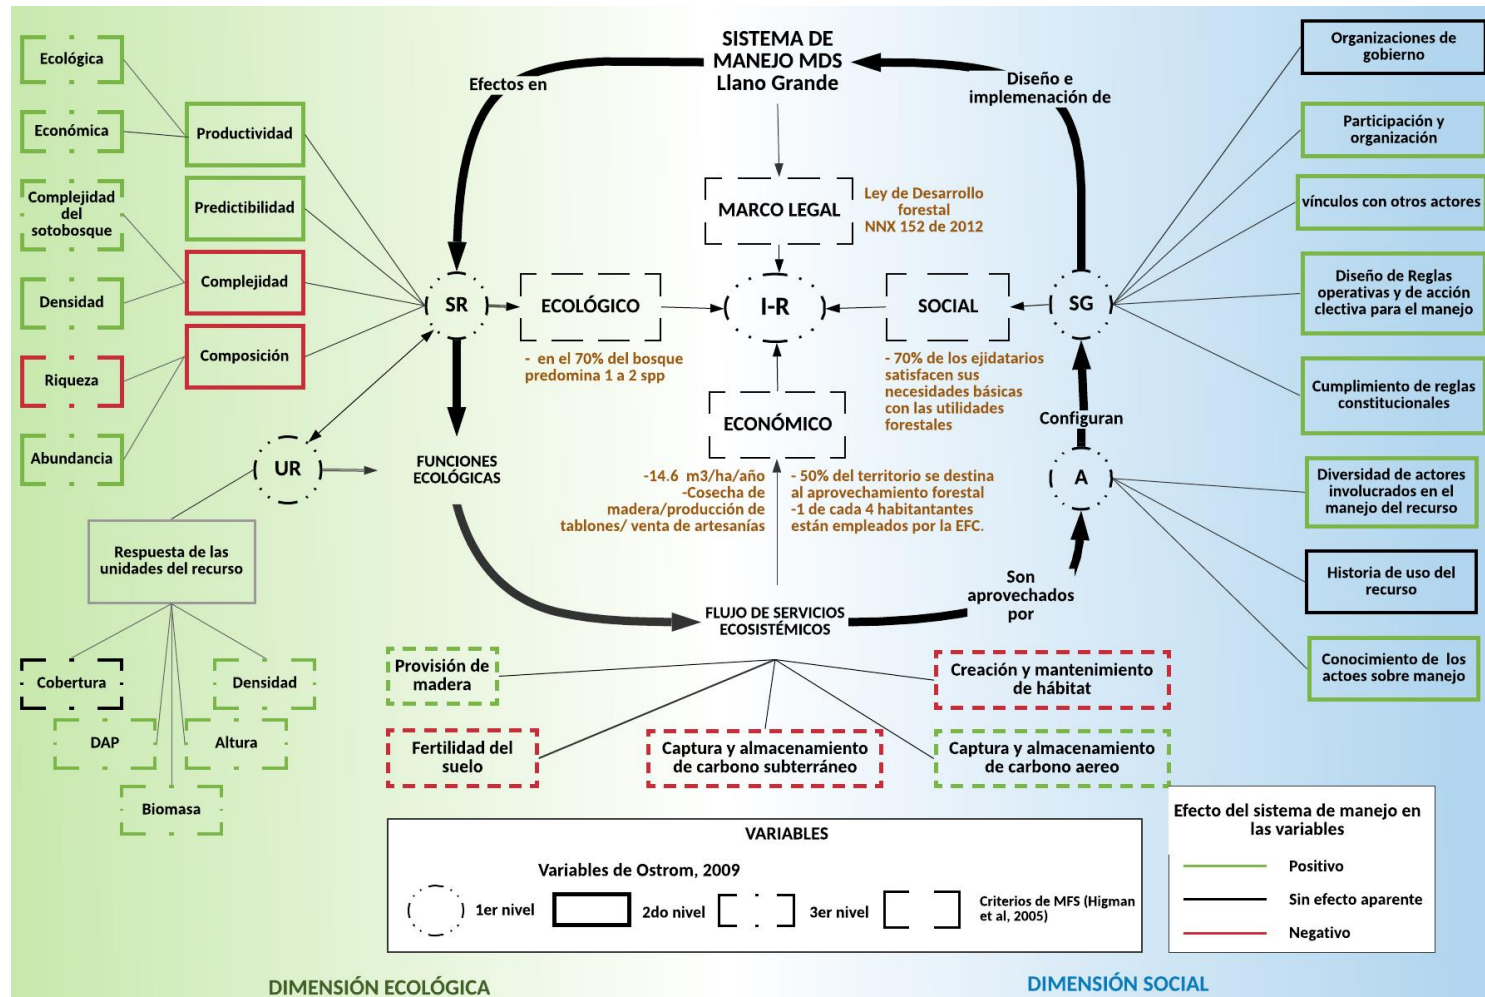 SISTEMA DE
MANEJO MDS
Llano Grande
Efectos en
Diseño e
implemenación de
Ecológica
Económica
Complejidad
del
sotobosque
Densidad
Riqueza
Abundancia
Productividad
Predictibilidad
Complejidad
Composición
SR
ECOLÓGICO
- en el 70% del bosque
predomina 1 a 2 spp
MARCO LEGAL
Ley de Desarrollo
forestal
NNX 152 de 2012
I-R
SOCIAL
- 70% de los ejidatarios
satisfacen sus
necesidades básicas
con las utilidades
forestales
SG
ECONÓMICO
-14.6 m3/ha/año
-Cosecha de
madera/producción de
tablones/ venta de artesanías
- 50% del territorio se destina
al aprovechamiento forestal
-1 de cada 4 habitantantes
están empleados por la EFC.
Configuran
A
Organizaciones de
gobierno
Participación y
organización
vínculos con otros actores
Diseño de Reglas
operativas y de acción
clectiva para el manejo
Cumplimiento de reglas
constitucionales
Diversidad de actores
involucrados en el
manejo del recurso
Historia de uso del
recurso
Conocimiento de los
actoes sobre manejo
UR
FUNCIONES
ECOLÓGICAS
Respuesta de las
unidades del recurso
Cobertura
Densidad
DAP
Altura
Biomasa
FLUJO DE SERVICIOS
ECOSISTÉMICOS
Son
aprovechados
por
Provisión de
madera
Creación y mantenimiento
de hábitat
Fertilidad del
suelo
Captura y almacenamiento
de carbono subterráneo
Captura y almacenamiento
de carbono aereo
VARIABLES
Variables de Ostrom, 2009
1er nivel
2do nivel
3er nivel
Criterios de MFS (Higman
et al, 2005)
Efecto del sistema de manejo en
las variables
Positivo
Sin efecto aparente
Negativo
DIMENSIÓN ECOLÓGICA
DIMENSIÓN SOCIAL